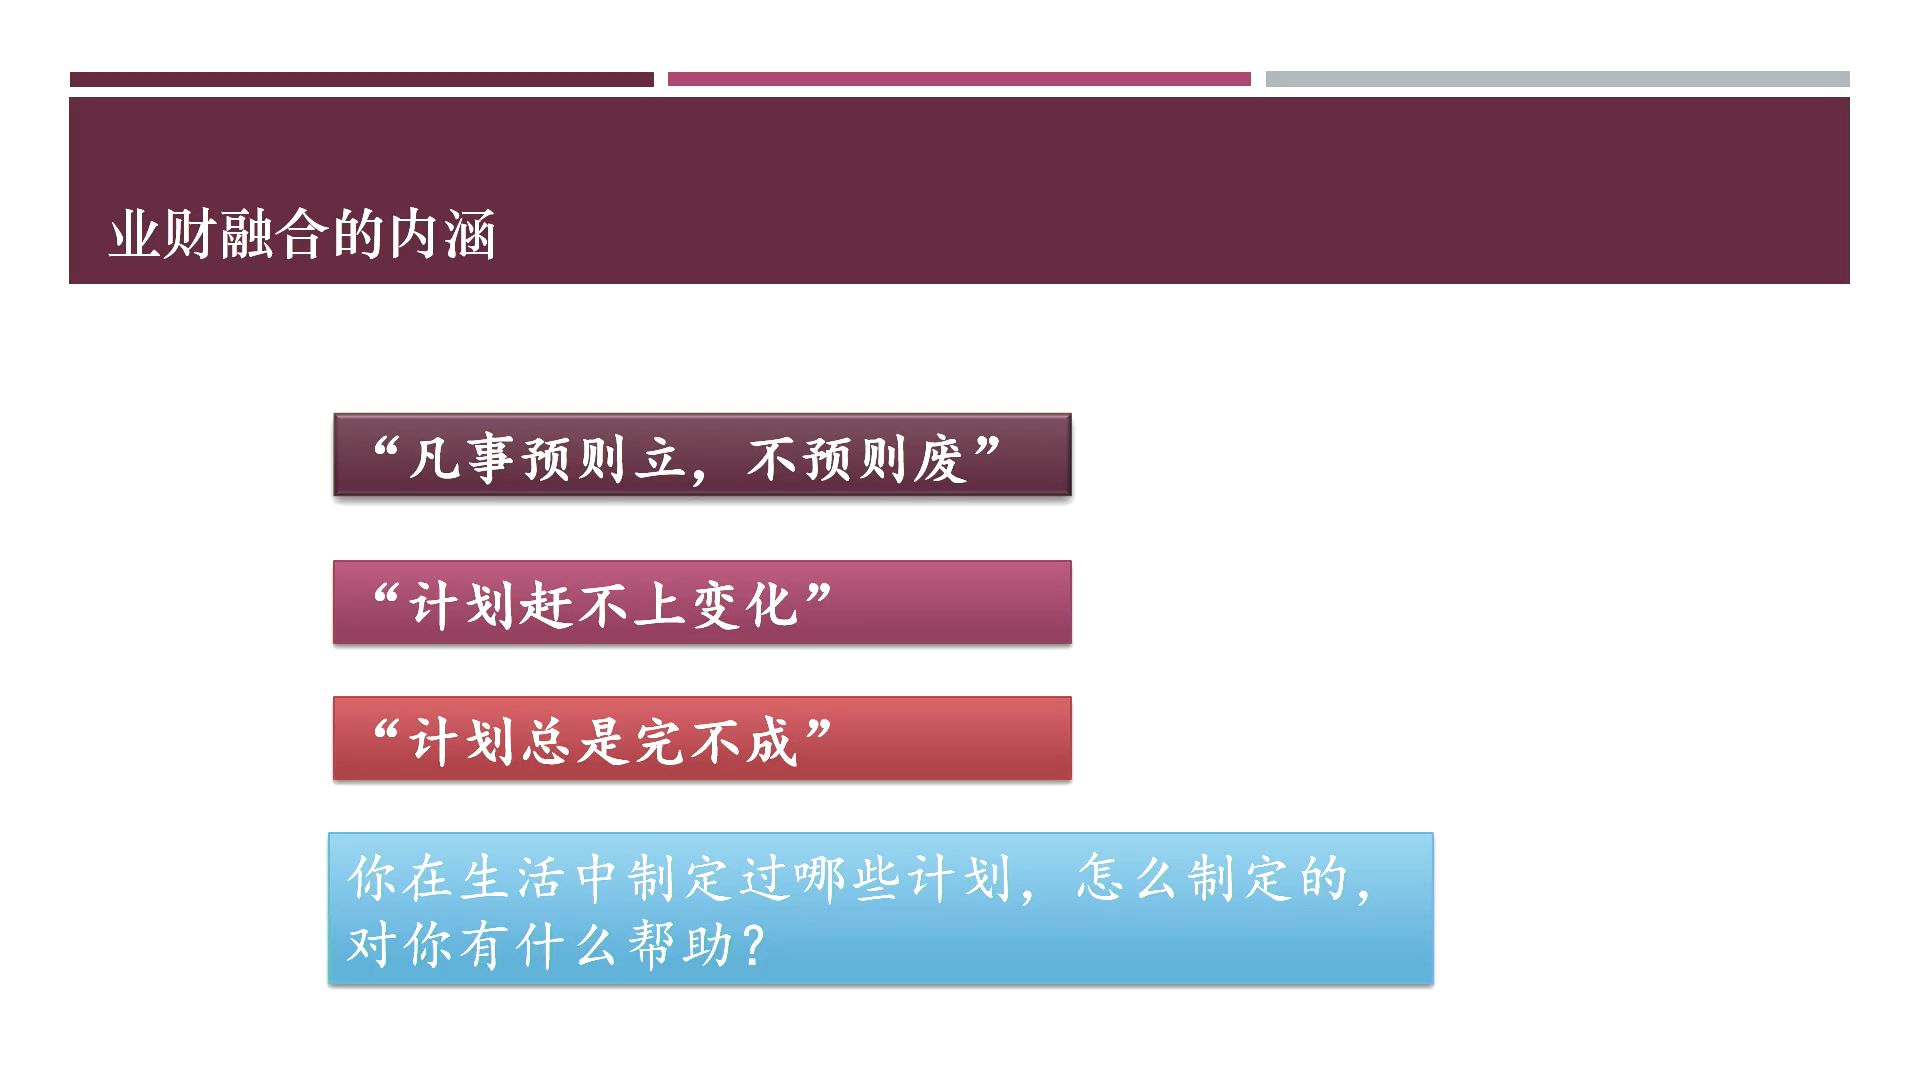 业财融合的内涵
“凡事预则立，不预则废”
“计划赶不上变化”
“计划总是完不成”
你在生活中制定过哪些计划，怎么制定的，
对你有什么帮助？